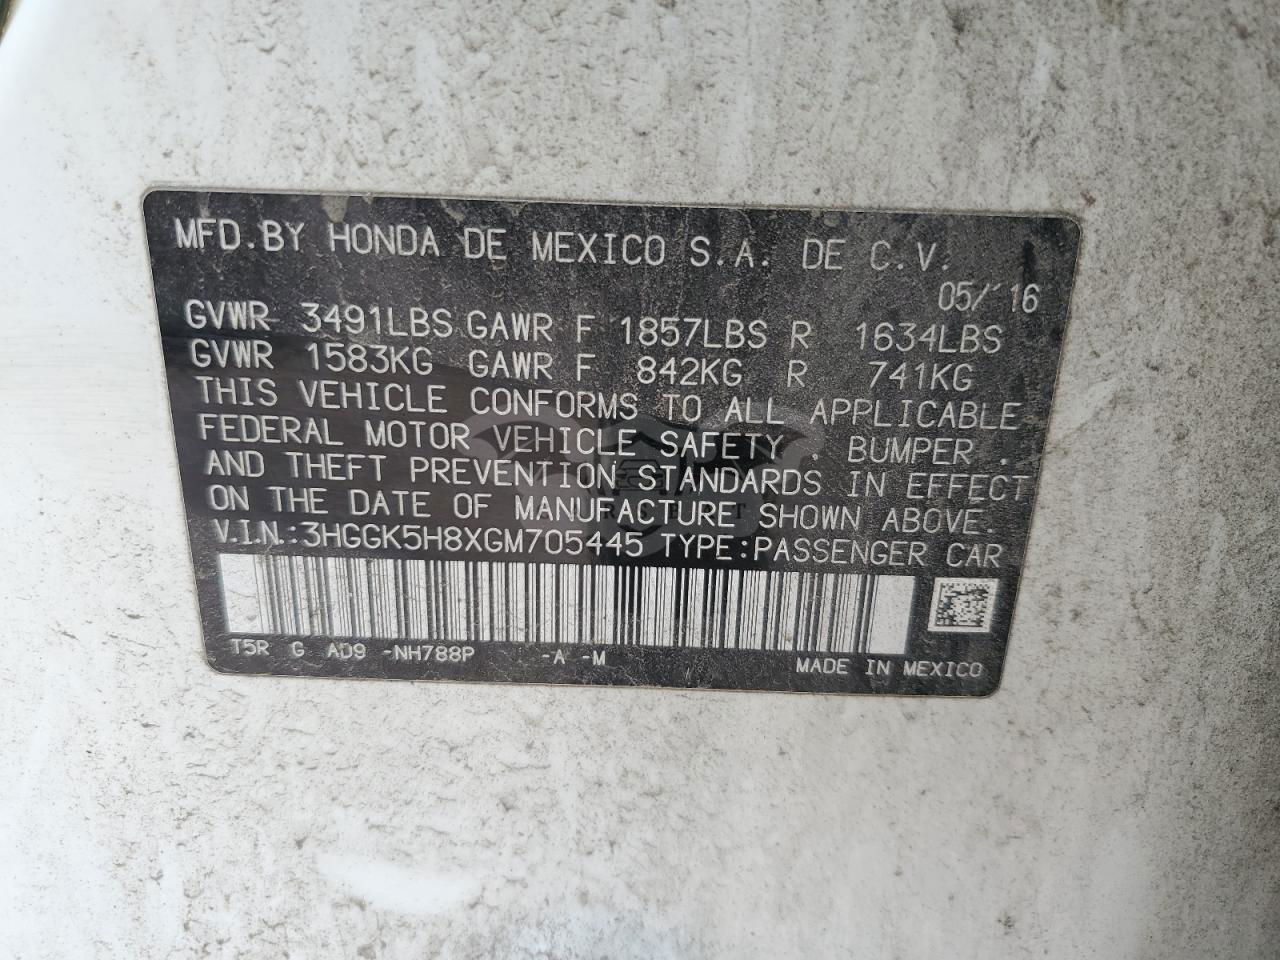 MFD.BY HONDA DE MEXICO S.A. DE C.V.
05/'16
GVWR 3491LBS GAWR F 1857LBS R 1634LBS
GVWR 1583KG GAWR F 842KG R 741KG
THIS VEHICLE CONFORMS TO ALL APPLICABLE
FEDERAL MOTOR VEHICLE SAFETY , BUMPER ,
AND THEFT PREVENTION STANDARDS IN EFFECT
ON THE DATE OF MANUFACTURE SHOWN ABOVE.
V.I.N.:3HGGK5H8XGM705445 TYPE:PASSENGER CAR
T5R G AD9 -NH788P -A -M
MADE IN MEXICO